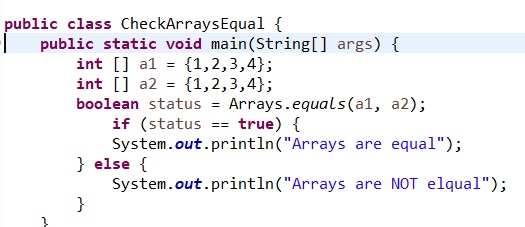 public class CheckArraysEqual {
    public static void main(String[] args) {
        int [] a1 = {1,2,3,4};
        int [] a2 = {1,2,3,4};
        boolean status = Arrays.equals(a1, a2);
            if (status == true) {
            System.out.println("Arrays are equal");
        } else {
            System.out.println("Arrays are NOT elqual");
        }
    }